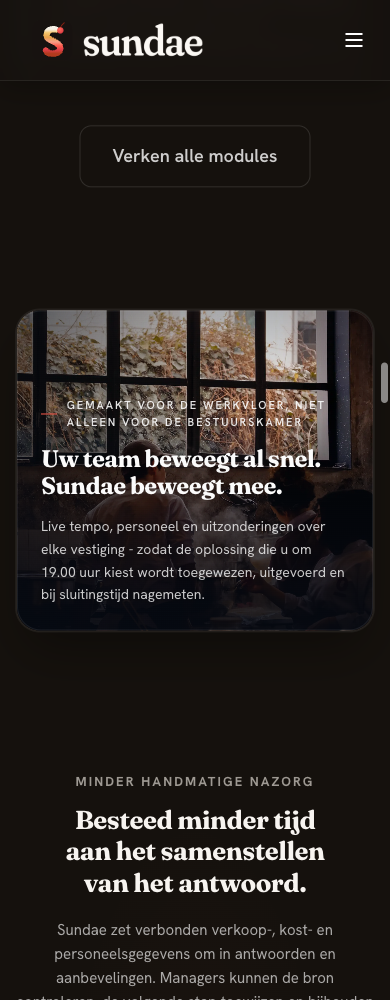 sundae
Verken alle modules
GEMAAKT VOOR DE WERKVLOER, NIET
ALLEEN VOOR DE BESTUURSKAMER
Uw team beweegt al snel.
Sundae beweegt mee.
Live tempo, personeel en uitzonderingen over
elke vestiging - zodat de oplossing die u om
19.00 uur kiest wordt toegewezen, uitgevoerd en
bij sluitingstijd nagemeten.
MINDER HANDMATIGE NAZORG
Besteed minder tijd
aan het samenstellen
van het antwoord.
Sundae zet verbonden verkoop-, kost- en
personeelsgegevens om in antwoorden en
aanbevelingen. Managers kunnen de bron